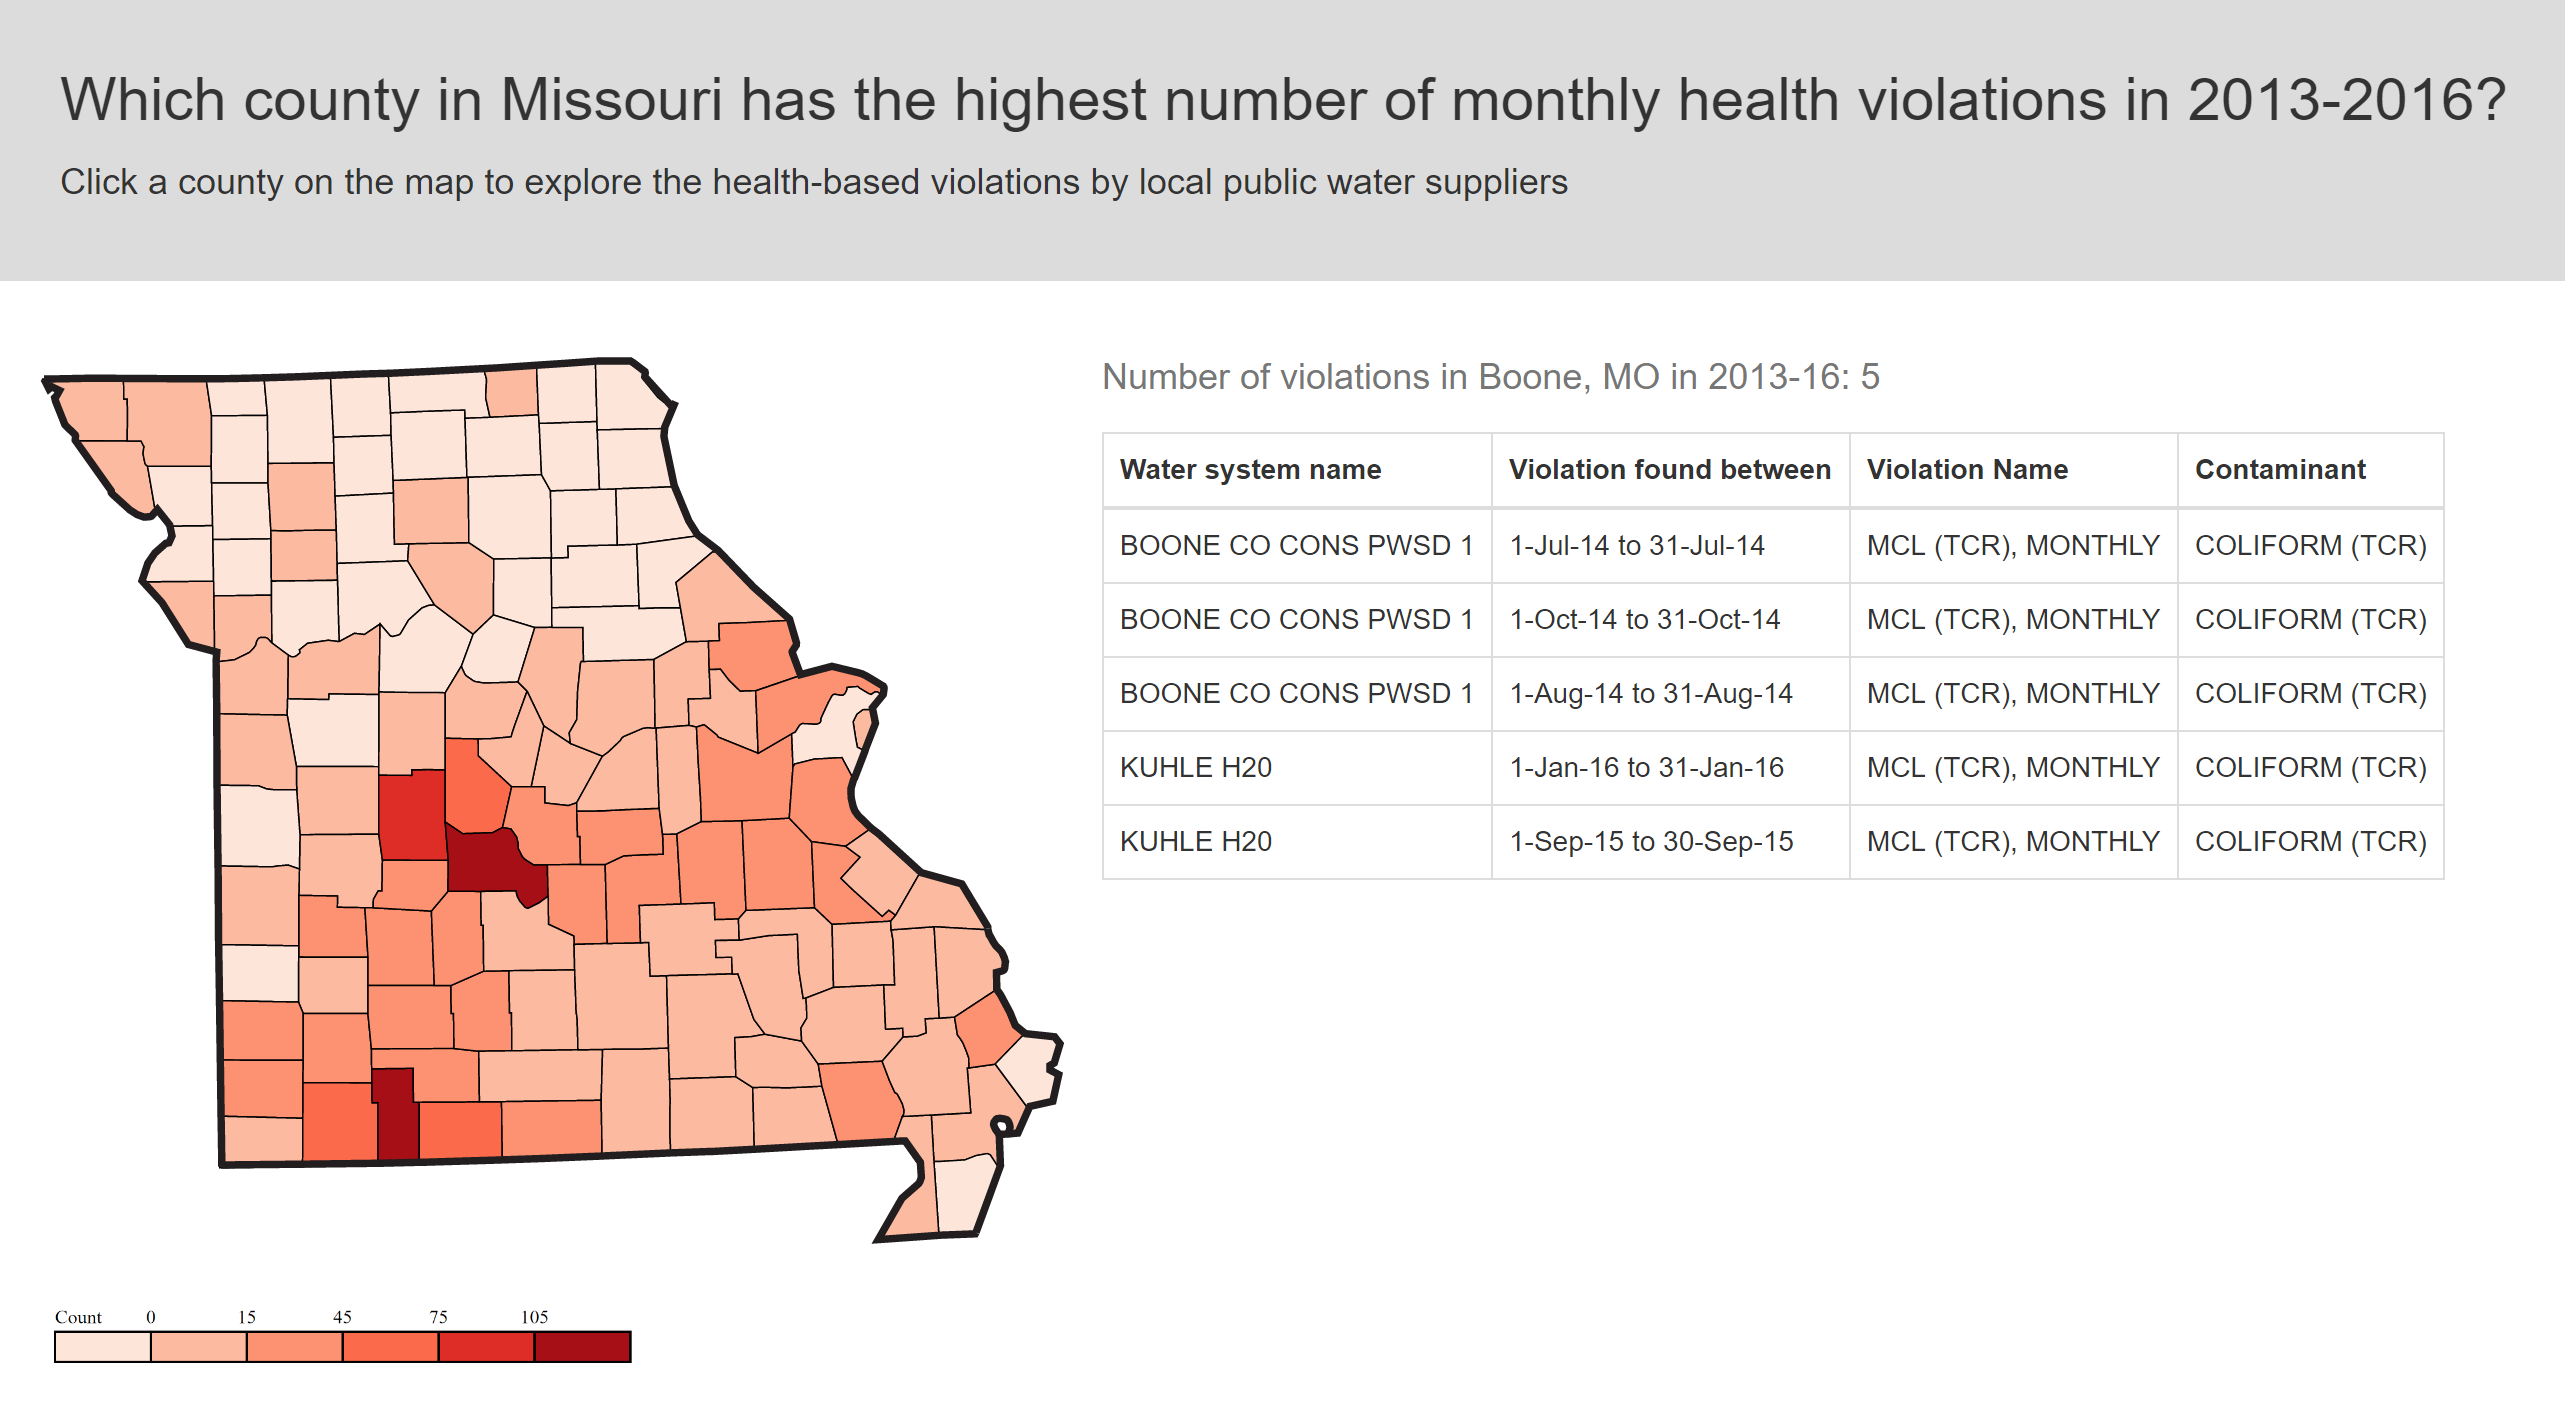 Which county in Missouri has the highest number of monthly health violations in 2013-2016?
Click a county on the map to explore the health-based violations by local public water suppliers
Number of violations in Boone, MO in 2013-16: 5
Water system name Violation found between Violation Name Contaminant
BOONE CO CONS PWSD 1 1-Jul-14 to 31-Jul-14 MCL (TCR), MONTHLY COLIFORM (TCR)
BOONE CO CONS PWSD 1 1-Oct-14 to 31-Oct-14 MCL (TCR), MONTHLY COLIFORM (TCR)
BOONE CO CONS PWSD 1 1-Aug-14 to 31-Aug-14 MCL (TCR), MONTHLY COLIFORM (TCR)
KUHLE H20 1-Jan-16 to 31-Jan-16 MCL (TCR), MONTHLY COLIFORM (TCR)
KUHLE H20 1-Sep-15 to 30-Sep-15 MCL (TCR), MONTHLY COLIFORM (TCR)
Count 0 15 45 75 105